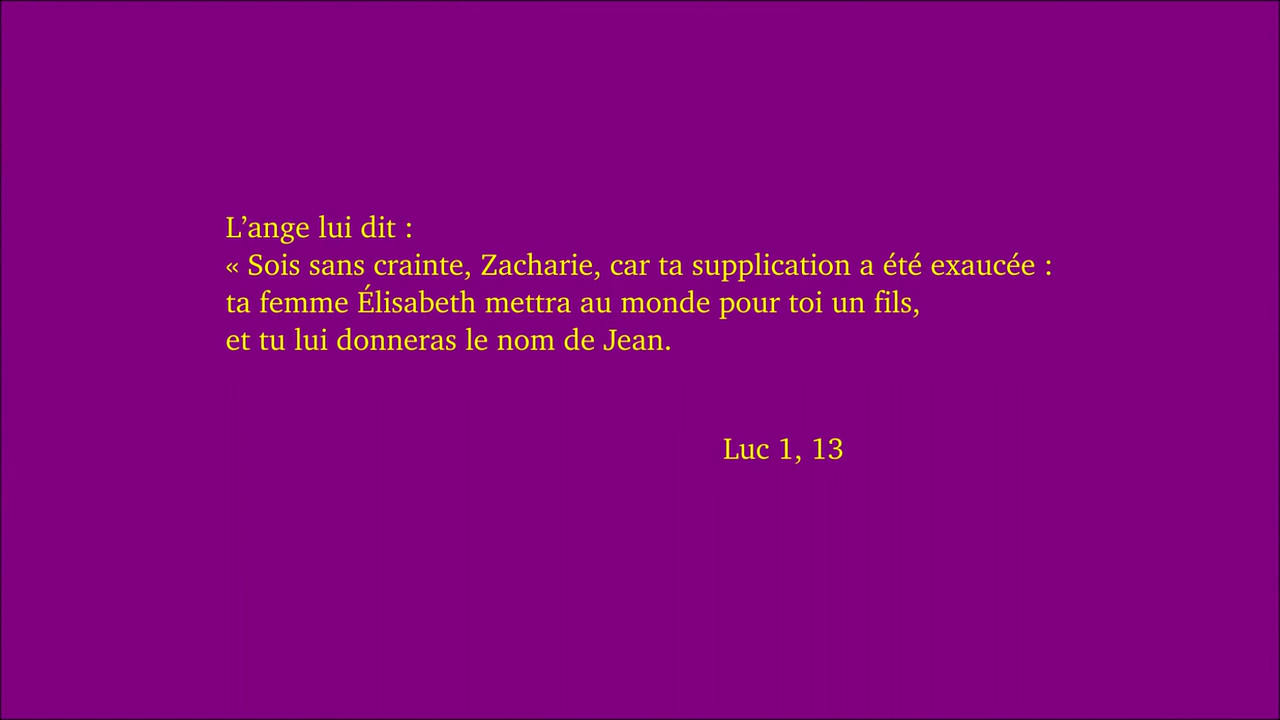 L’ange lui dit :
« Sois sans crainte, Zacharie, car ta supplication a été exaucée :
ta femme Élisabeth mettra au monde pour toi un fils,
et tu lui donneras le nom de Jean.
Luc 1, 13